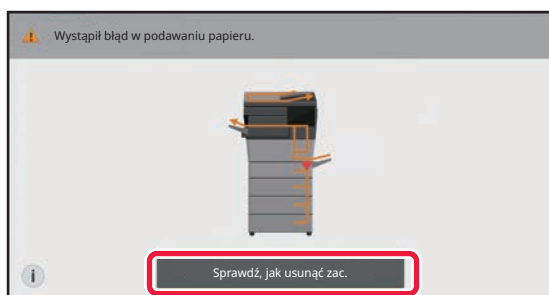 Wystąpił błąd w podawaniu papieru.
i
Sprawdź, jak usunąć zac.